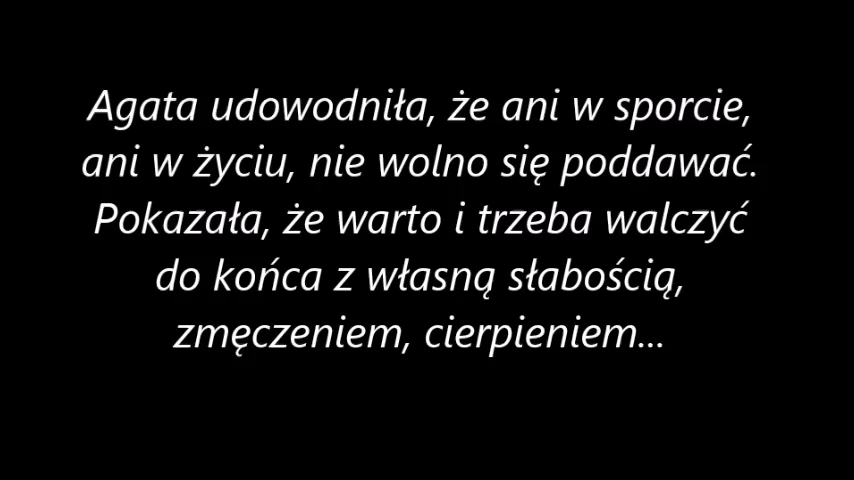 Agata udowodniła, że ani w sporcie,
ani w życiu, nie wolno się poddawać.
Pokazała, że warto i trzeba walczyć
do końca z własną słabością,
zmęczeniem, cierpieniem...